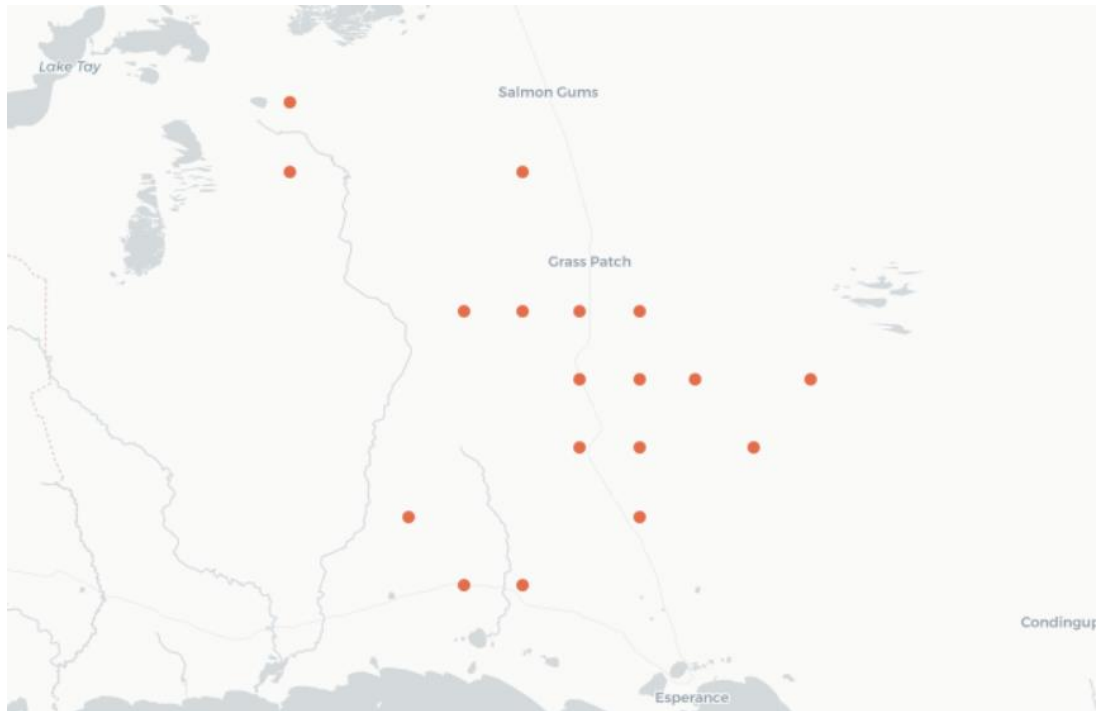 Lake Tay
Salmon Gums
Grass Patch
Condingup
Esperance